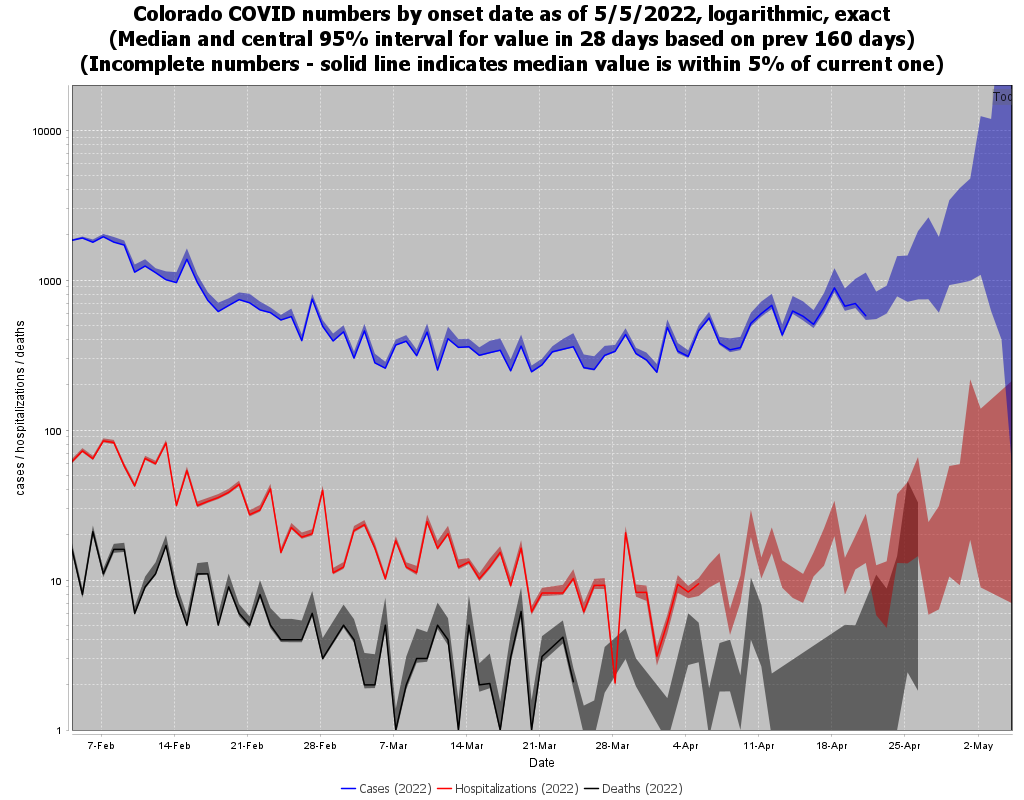 Colorado COVID numbers by onset date as of 5/5/2022, logarithmic, exact
(Median and central 95% interval for value in 28 days based on prev 160 days)
(Incomplete numbers - solid line indicates median value is within 5% of current one)
Toc
10000
1000
100
10
1
cases / hospitalizations / deaths
7-Feb 14-Feb 21-Feb 28-Feb 7-Mar 14-Mar 21-Mar 28-Mar 4-Apr 11-Apr 18-Apr 25-Apr 2-May
Date
Cases (2022) Hospitalizations (2022) Deaths (2022)